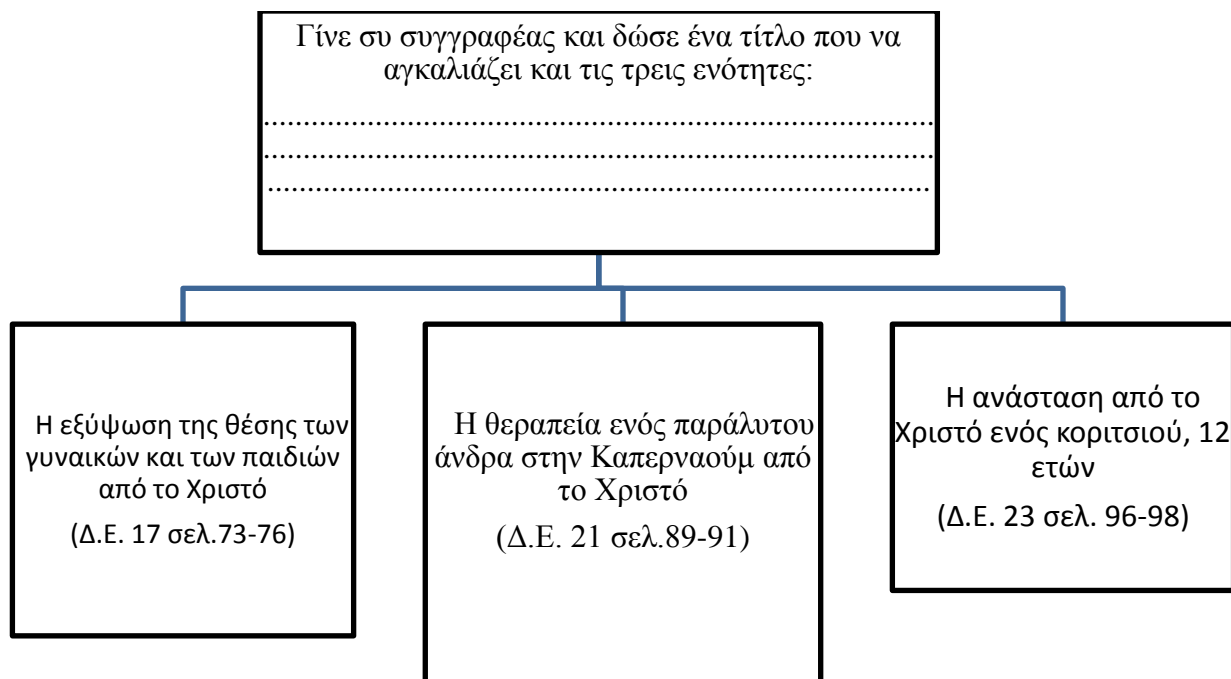 Γίνε συ συγγραφέας και δώσε ένα τίτλο που να
αγκαλιάζει και τις τρεις ενότητες:
..........................................................................
..........................................................................
.........................................................................
Η εξύψωση της θέσης των
γυναικών και των παιδιών
από το Χριστό
(Δ.Ε. 17 σελ.73-76)
Η θεραπεία ενός παράλυτου
άνδρα στην Καπερναούμ από
το Χριστό
(Δ.Ε. 21 σελ.89-91)
Η ανάσταση από το
Χριστό ενός κοριτσιού, 12
ετών
(Δ.Ε. 23 σελ. 96-98)